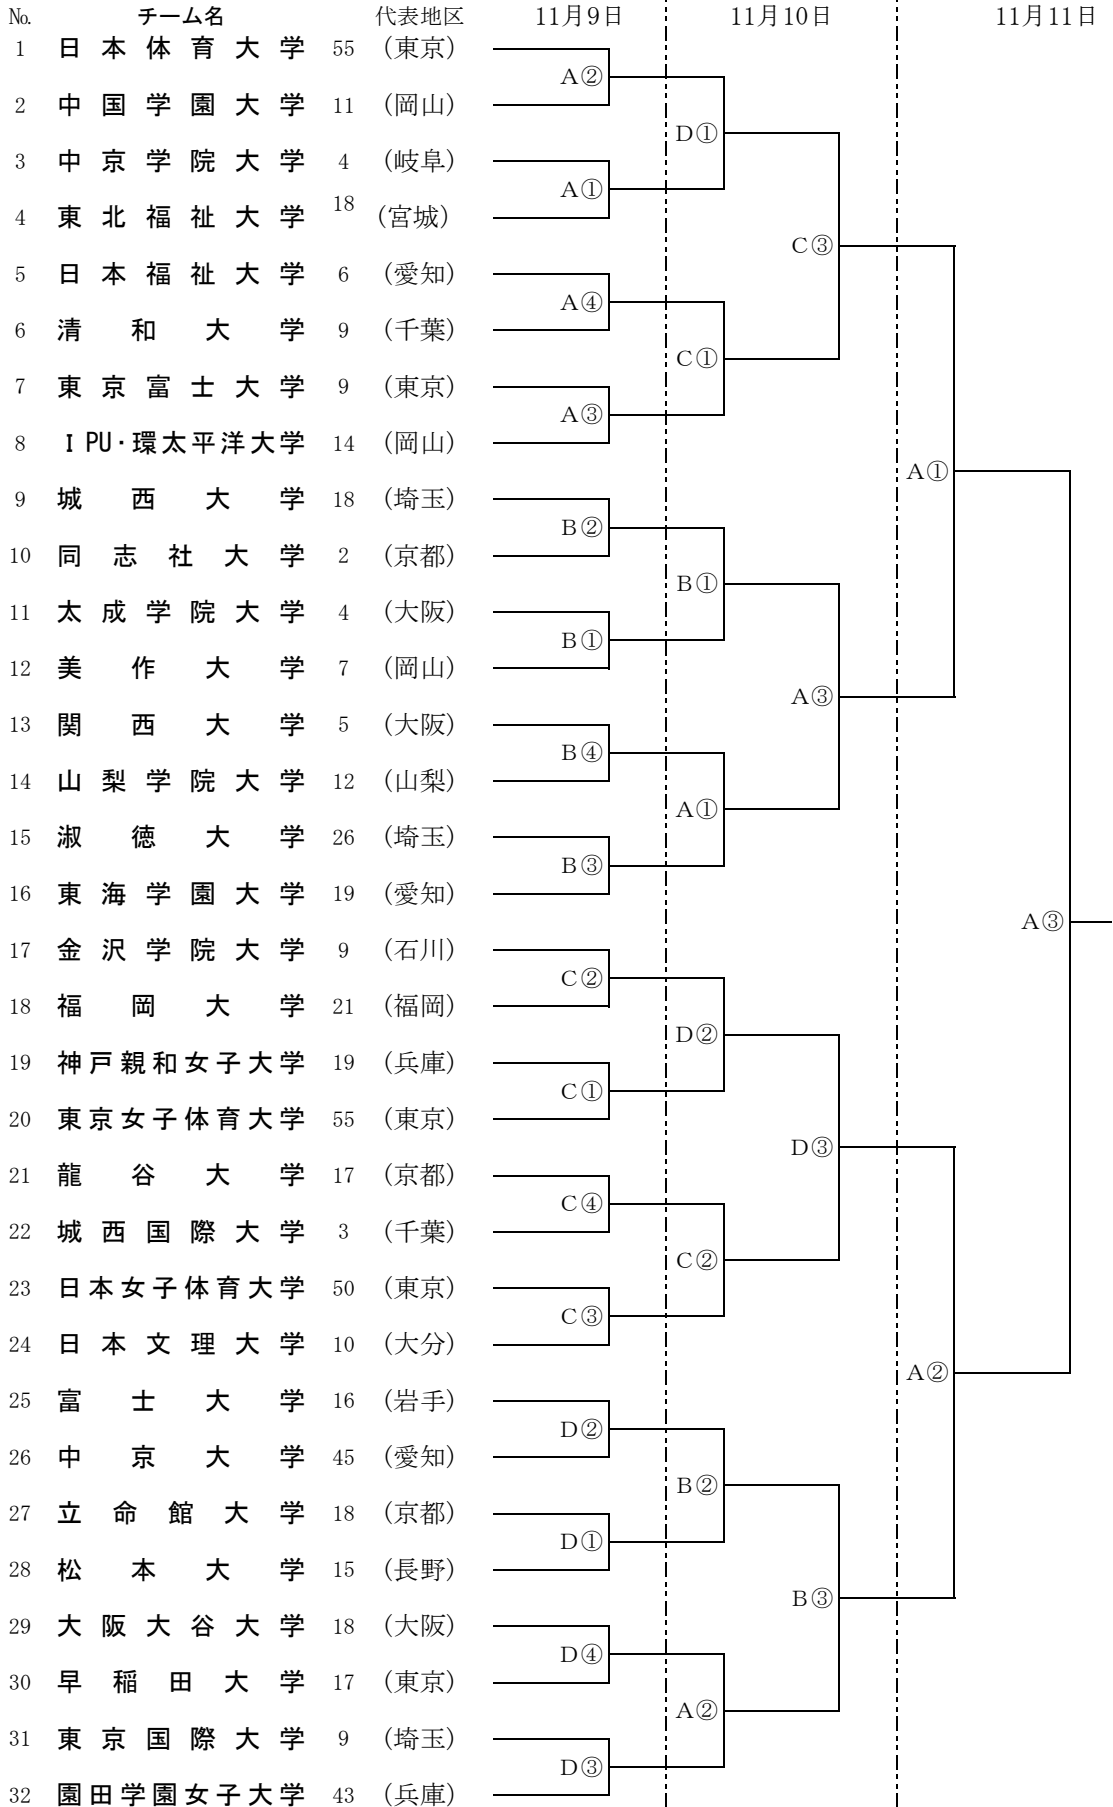 № チーム名 代表地区 11月9日 11月10日 11月11日
1 日本体育大学 55 （東京）
A②
2 中国学園大学 11 （岡山）
D①
3 中京学院大学 4 （岐阜）
A①
4 東北福祉大学 18 （宮城）
C③
5 日本福祉大学 6 （愛知）
A④
6 清和大学 9 （千葉）
C①
7 東京富士大学 9 （東京）
A③
8 IPU・環太平洋大学 14 （岡山）
A①
9 城西大学 18 （埼玉）
B②
10 同志社大学 2 （京都）
B①
11 太成学院大学 4 （大阪）
B①
12 美作大学 7 （岡山）
A③
13 関西大学 5 （大阪）
B④
14 山梨学院大学 12 （山梨）
A①
15 淑徳大学 26 （埼玉）
B③
16 東海学園大学 19 （愛知）
A③
17 金沢学院大学 9 （石川）
C②
18 福岡大学 21 （福岡）
D②
19 神戸親和女子大学 19 （兵庫）
C①
20 東京女子体育大学 55 （東京）
D③
21 龍谷大学 17 （京都）
C④
22 城西国際大学 3 （千葉）
C②
23 日本女子体育大学 50 （東京）
C③
24 日本文理大学 10 （大分）
A②
25 富士大学 16 （岩手）
D②
26 中京大学 45 （愛知）
B②
27 立命館大学 18 （京都）
D①
28 松本大学 15 （長野）
B③
29 大阪大谷大学 18 （大阪）
D④
30 早稲田大学 17 （東京）
A②
31 東京国際大学 9 （埼玉）
D③
32 園田学園女子大学 43 （兵庫）